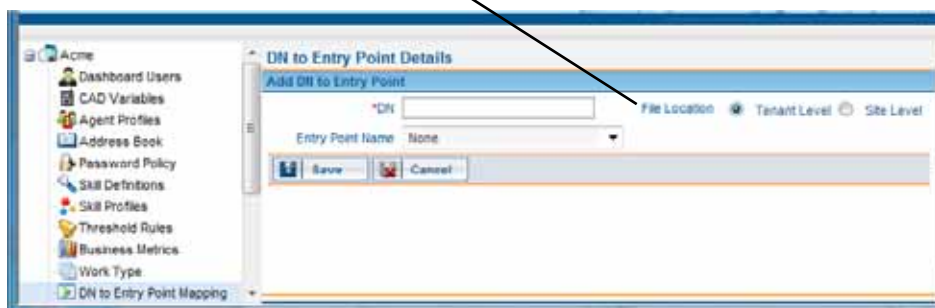 Acme
Dashboard Users
CAD Variables
Agent Profiles
Address Book
Password Policy
Skill Definitions
Skill Profiles
Threshold Rules
Business Metrics
Work Type
DN to Entry Point Mapping
DN to Entry Point Details
Add DN to Entry Point
*DN
File Location Tenant Level Site Level
Entry Point Name None
Save Cancel